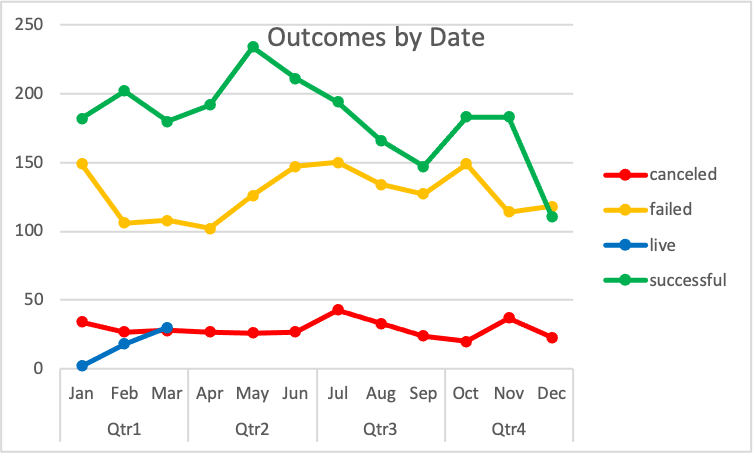 Outcomes by Date
250
200
150
100
50
0
Jan Feb Mar Apr May Jun Jul Aug Sep Oct Nov Dec
Qtr1 Qtr2 Qtr3 Qtr4
canceled
failed
live
successful